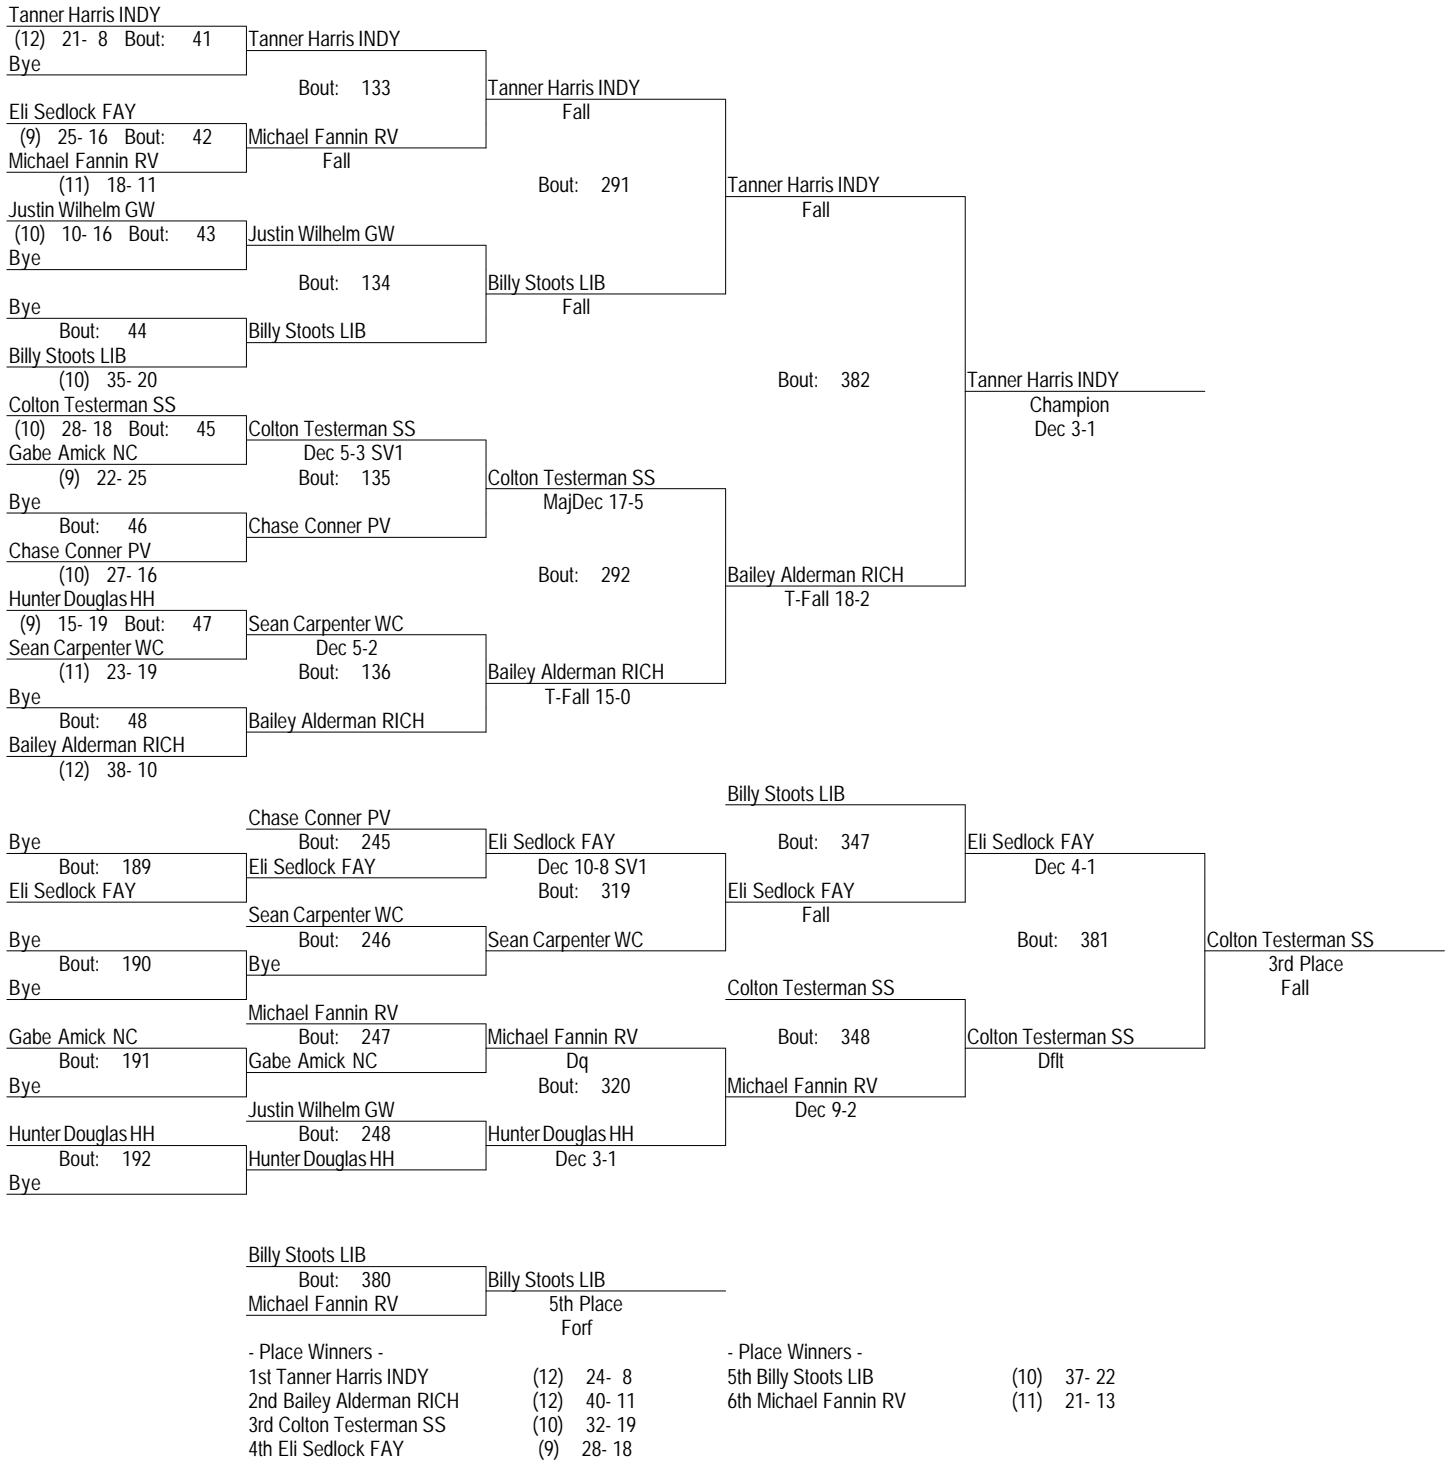 Tanner Harris INDY
(12) 21- 8 Bout: 41
Bye
Tanner Harris INDY
Bout: 133
Eli Sedlock FAY
(9) 25- 16 Bout: 42
Michael Fannin RV
(11) 18- 11
Michael Fannin RV
Fall
Tanner Harris INDY
Fall
Bout: 291
Justin Wilhelm GW
(10) 10- 16 Bout: 43
Bye
Justin Wilhelm GW
Bout: 134
Bye
Bout: 44
Billy Stoots LIB
(10) 35- 20
Billy Stoots LIB
Billy Stoots LIB
Fall
Tanner Harris INDY
Fall
Bout: 382
Colton Testerman SS
(10) 28- 18 Bout: 45
Gabe Amick NC
(9) 22- 25
Colton Testerman SS
Dec 5-3 SV1
Bout: 135
Bye
Bout: 46
Chase Conner PV
(10) 27- 16
Chase Conner PV
Colton Testerman SS
MajDec 17-5
Bout: 292
Hunter Douglas HH
(9) 15- 19 Bout: 47
Sean Carpenter WC
(11) 23- 19
Sean Carpenter WC
Dec 5-2
Bout: 136
Bye
Bout: 48
Bailey Alderman RICH
(12) 38- 10
Bailey Alderman RICH
Bailey Alderman RICH
T-Fall 15-0
Bailey Alderman RICH
T-Fall 18-2
Tanner Harris INDY
Champion
Dec 3-1
Bye
Bout: 189
Eli Sedlock FAY
Chase Conner PV
Bout: 245
Eli Sedlock FAY
Eli Sedlock FAY
Dec 10-8 SV1
Bout: 319
Bye
Bout: 190
Bye
Sean Carpenter WC
Bout: 246
Bye
Sean Carpenter WC
Billy Stoots LIB
Bout: 347
Eli Sedlock FAY
Fall
Eli Sedlock FAY
Dec 4-1
Bout: 381
Gabe Amick NC
Bout: 191
Bye
Michael Fannin RV
Bout: 247
Gabe Amick NC
Michael Fannin RV
Dq
Bout: 320
Hunter Douglas HH
Bout: 192
Bye
Justin Wilhelm GW
Bout: 248
Hunter Douglas HH
Hunter Douglas HH
Dec 3-1
Colton Testerman SS
Bout: 348
Michael Fannin RV
Dec 9-2
Colton Testerman SS
Dflt
Colton Testerman SS
3rd Place
Fall
Billy Stoots LIB
Bout: 380
Michael Fannin RV
Billy Stoots LIB
5th Place
Forf
- Place Winners -
1st Tanner Harris INDY (12) 24- 8
2nd Bailey Alderman RICH (12) 40- 11
3rd Colton Testerman SS (10) 32- 19
4th Eli Sedlock FAY (9) 28- 18
- Place Winners -
5th Billy Stoots LIB (10) 37- 22
6th Michael Fannin RV (11) 21- 13